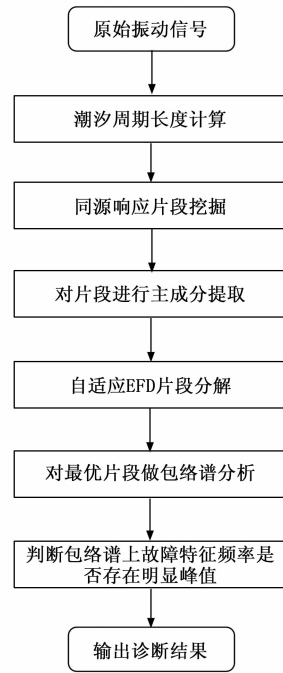 原始振动信号
潮汐周期长度计算
同源响应片段挖掘
对片段进行主成分提取
自适应EFD片段分解
对最优片段做包络谱分析
判断包络谱上故障特征频率是
否存在明显峰值
输出诊断结果